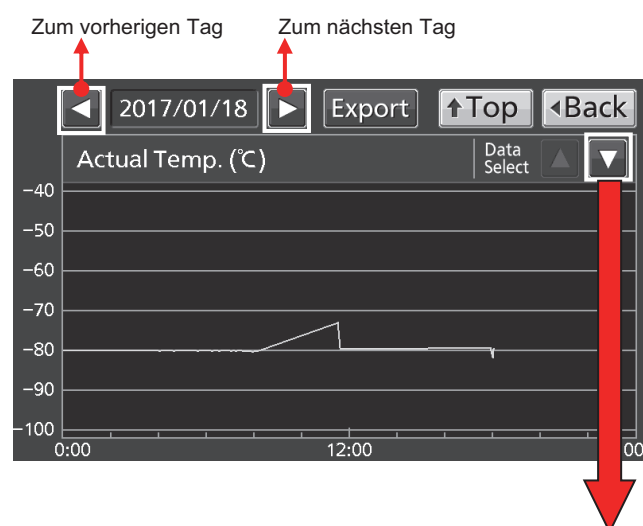 Zum vorherigen Tag Zum nächsten Tag
2017/01/18 Export Top Back
Actual Temp. (℃) Data Select
-40
-50
-60
-70
-80
-90
-100
0:00 12:00 00